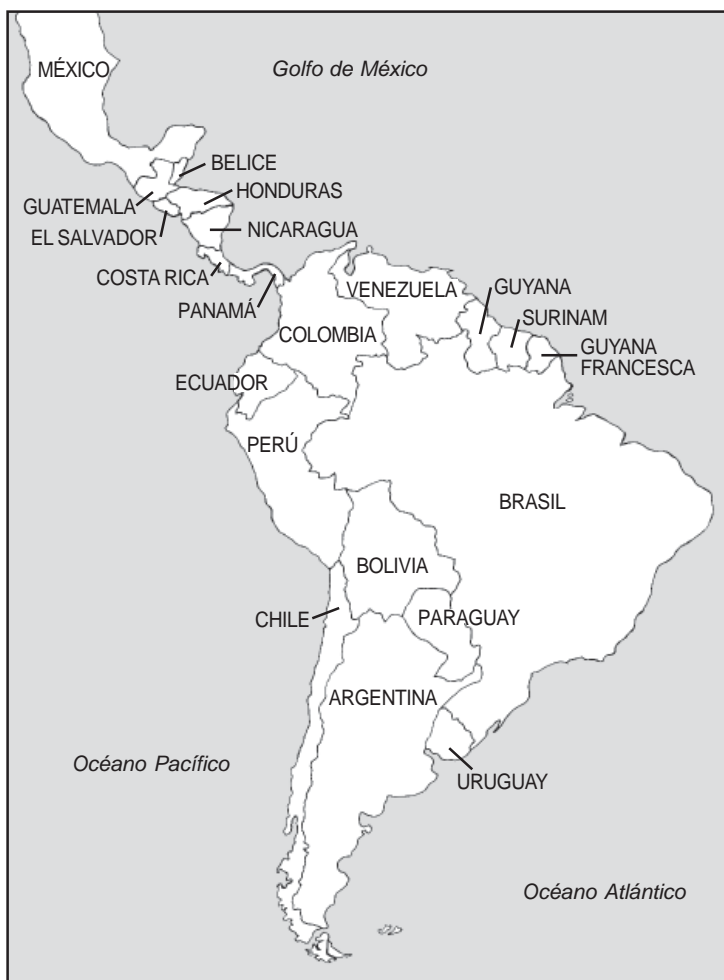 MÉXICO
Golfo de México
BELICE
HONDURAS
GUATEMALA
EL SALVADOR
NICARAGUA
COSTA RICA
PANAMÁ
VENEZUELA
GUYANA
SURINAM
GUYANA
FRANCESCA
COLOMBIA
ECUADOR
PERÚ
BRASIL
BOLIVIA
CHILE
PARAGUAY
ARGENTINA
Océano Pacífico
URUGUAY
Océano Atlántico